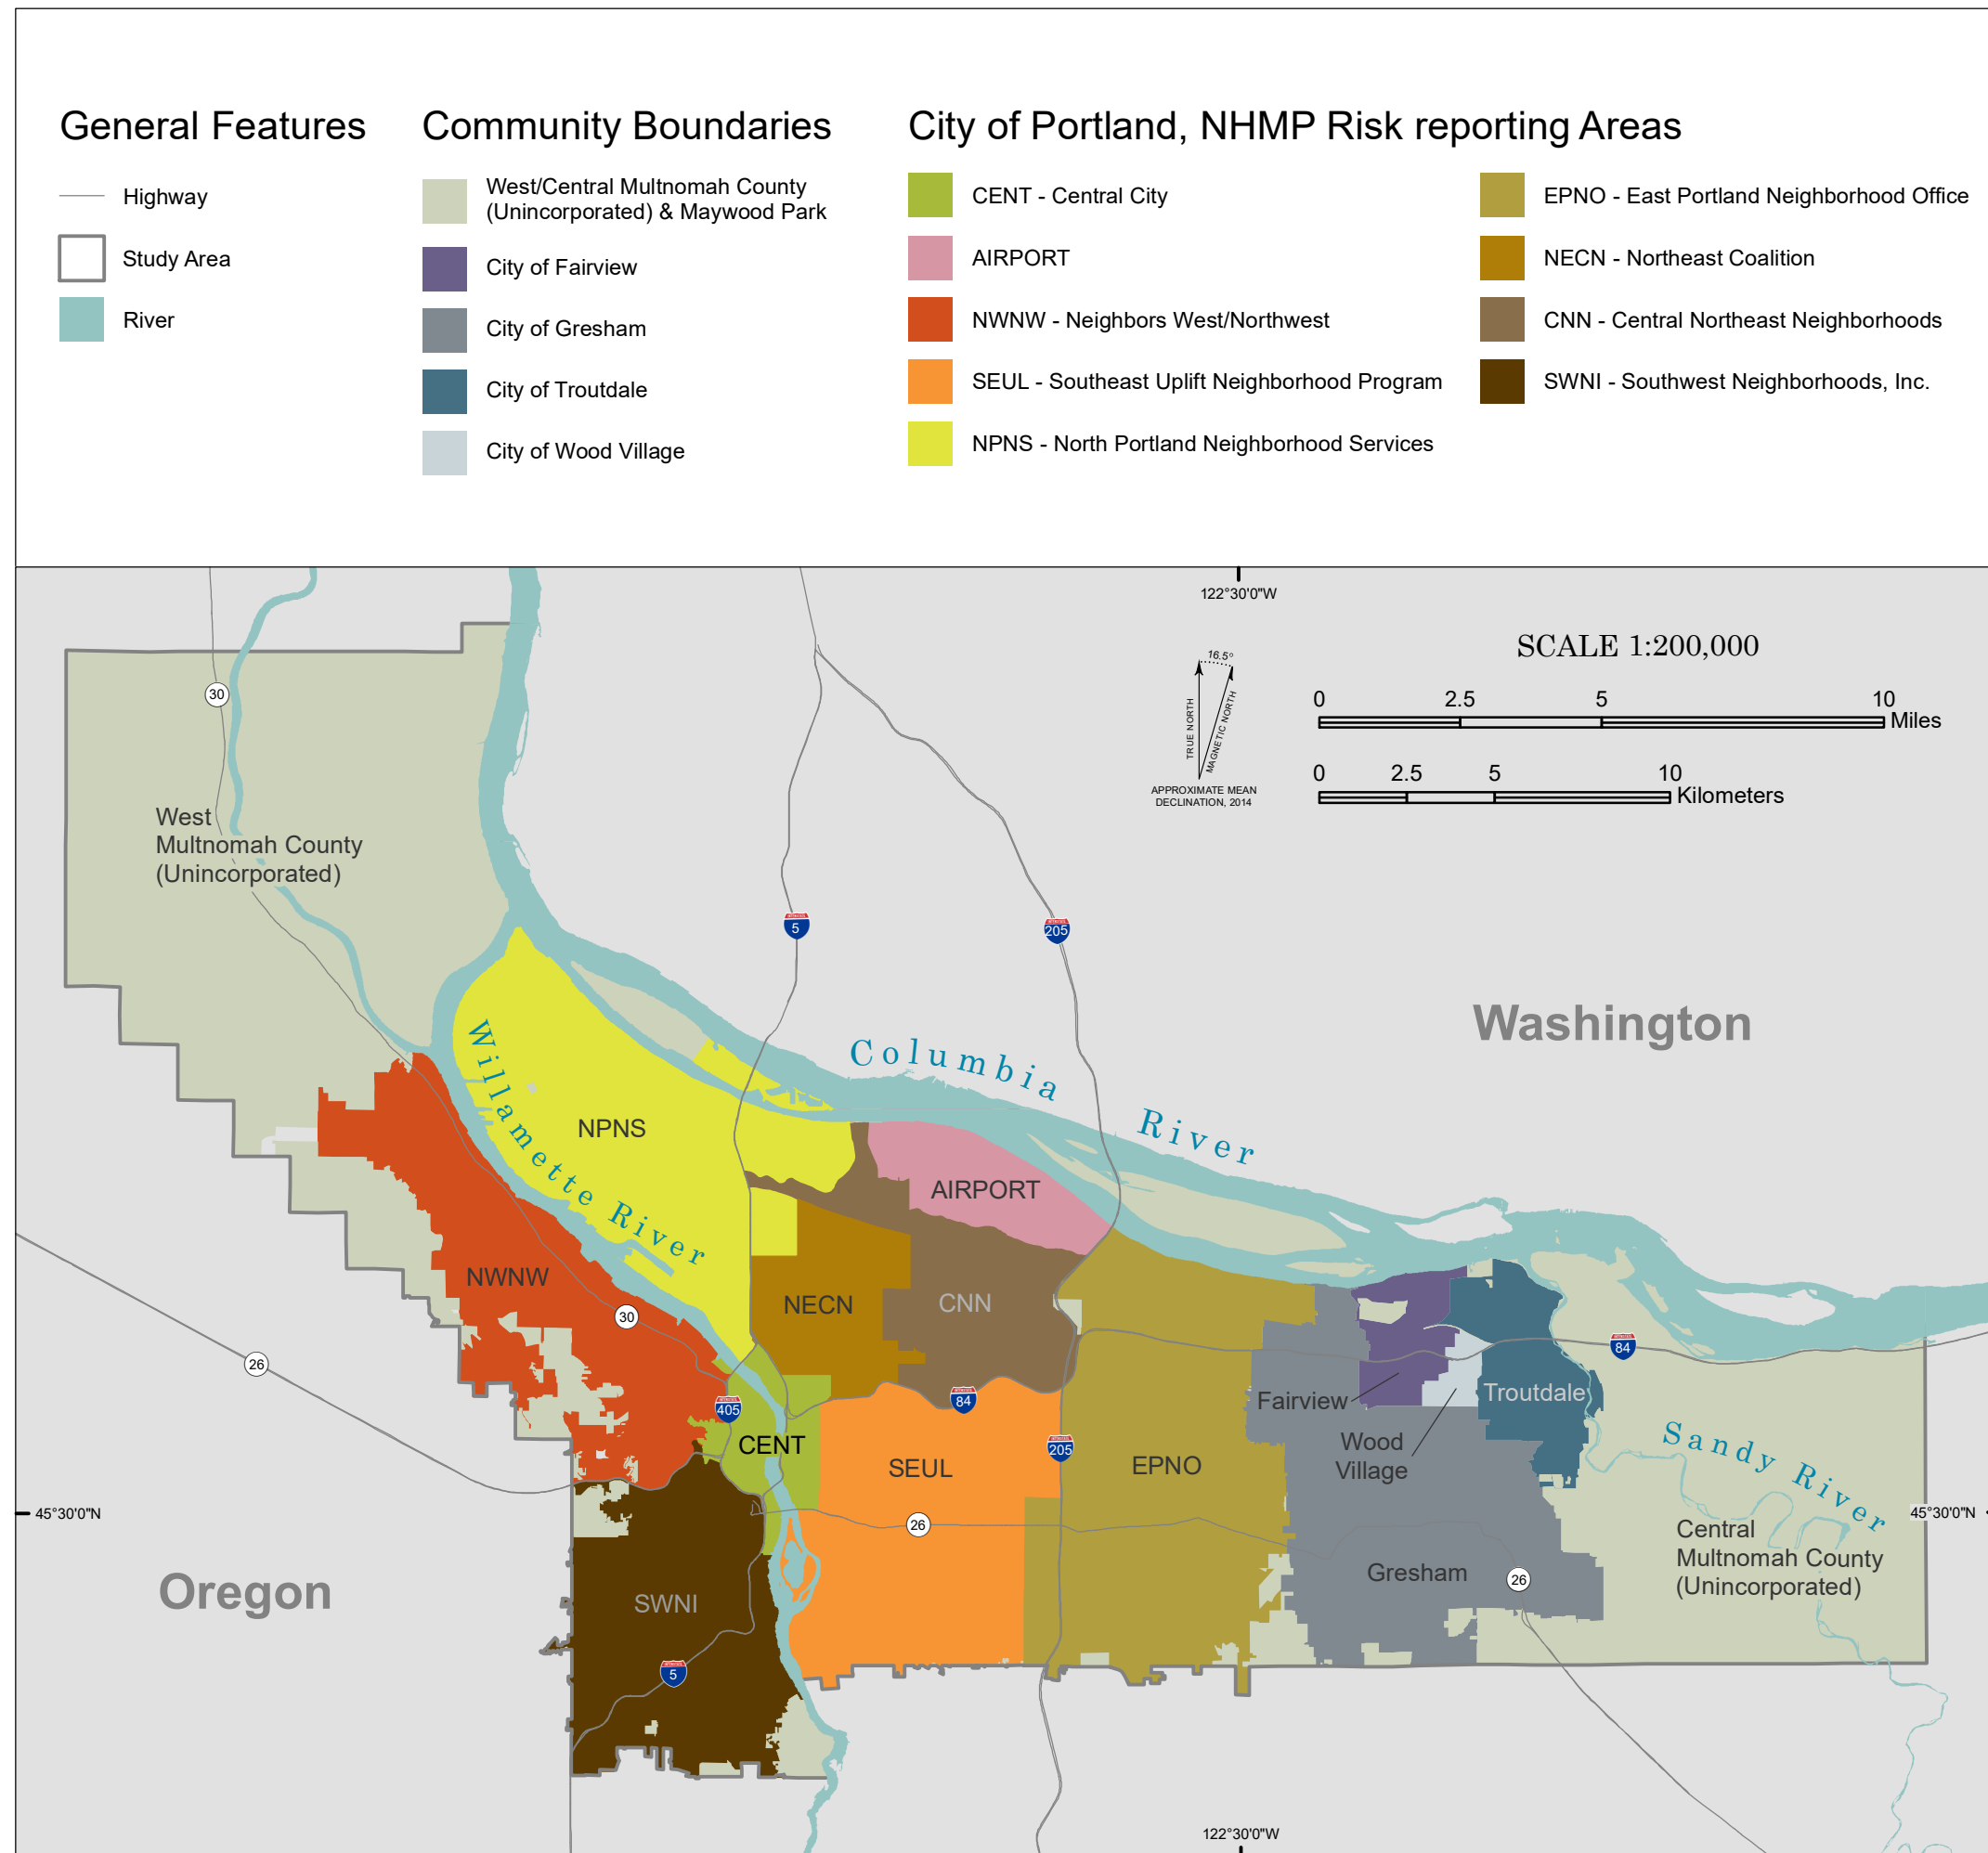 General Features
Highway
Study Area
River
Community Boundaries
West/Central Multnomah County
(Unincorporated) & Maywood Park
City of Fairview
City of Gresham
City of Troutdale
City of Wood Village
City of Portland, NHMP Risk reporting Areas
CENT - Central City
AIRPORT
NWNW - Neighbors West/Northwest
SEUL - Southeast Uplift Neighborhood Program
NPNS - North Portland Neighborhood Services
EPNO - East Portland Neighborhood Office
NECN - Northeast Coalition
CNN - Central Northeast Neighborhoods
SWNI - Southwest Neighborhoods, Inc.
122°30'0"W
SCALE 1:200,000
0 2.5 5 10
Miles
0 2.5 5 10
Kilometers
16.5°
TRUE NORTH
MAGNETIC NORTH
APPROXIMATE MEAN
DECLINATION, 2014
30
West
Multnomah County
(Unincorporated)
5
205
Washington
Columbia River
Willamette River
NPNS
AIRPORT
NWNW
NECN
CNN
30
26
84
405
Fairview
Troutdale
84
CENT
Wood
Village
205
SEUL
EPNO
Sandy River
45°30'0"N
26
45°30'0"N
Central
Multnomah County
(Unincorporated)
Oregon
Gresham
26
SWNI
5
122°30'0"W